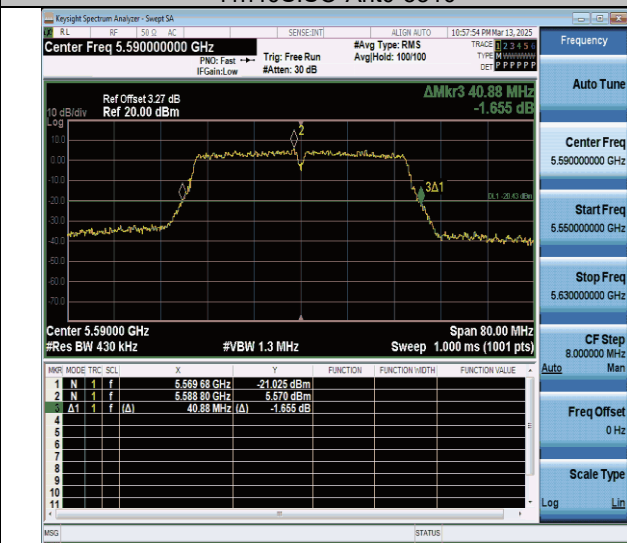 Keysight Spectrum Analyzer - Swept SA
RL RF 50 Ω AC SENSE:INT ALIGN AUTO 10:57:54 PM Mar 13, 2025
Center Freq 5.590000000 GHz
PNO: Fast
IFGain:Low
Trig: Free Run
#Atten: 30 dB
#Avg Type: RMS
Avg|Hold: 100/100
TRACE 1 2 3 4 5 6
TYPE M W W W W W
DET P P P P P P
Frequency
Auto Tune
Center Freq
5.590000000 GHz
Start Freq
5.550000000 GHz
Stop Freq
5.630000000 GHz
CF Step
8.000000 MHz
Auto Man
Freq Offset
0 Hz
Scale Type
Log Lin
ΔMkr3 40.88 MHz
-1.655 dB
Ref Offset 3.27 dB
10 dB/div Ref 20.00 dBm
Log
10.0
0.00
-10.0
-20.0
-30.0
-40.0
-50.0
-60.0
-70.0
2
3Δ1
DL1 -20.43 dBm
Center 5.59000 GHz Span 80.00 MHz
#Res BW 430 kHz #VBW 1.3 MHz Sweep 1.000 ms (1001 pts)
MKR MODE TRC SCL X Y FUNCTION FUNCTION WIDTH FUNCTION VALUE
1 N 1 f 5.569 68 GHz -21.025 dBm
2 N 1 f 5.588 80 GHz 5.570 dBm
3 Δ1 1 f (Δ) 40.88 MHz (Δ) -1.655 dB
4
5
6
7
8
9
10
11
MSG STATUS